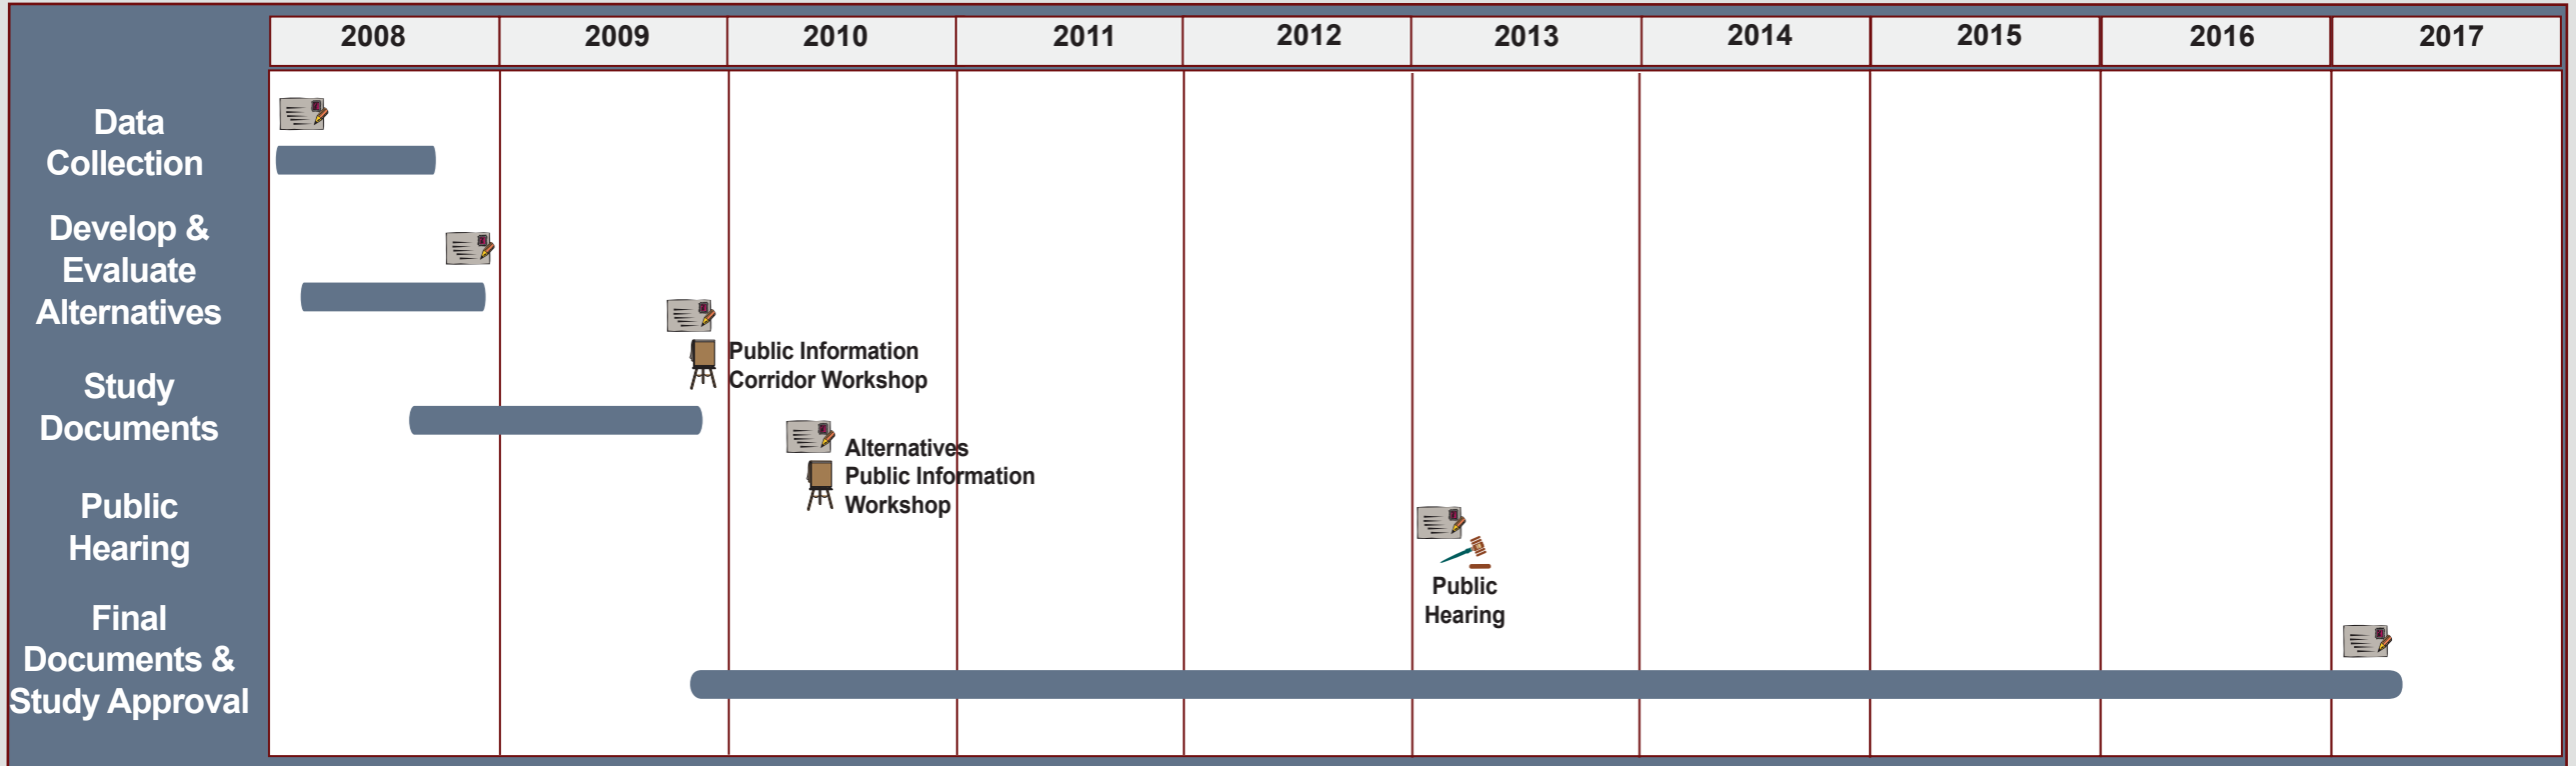 2008 2009 2010 2011 2012 2013 2014 2015 2016 2017
Data
Collection
Develop &
Evaluate
Alternatives
Public Information
Corridor Workshop
Study
Documents
Alternatives
Public Information
Workshop
Public
Hearing
Public
Hearing
Final
Documents &
Study Approval